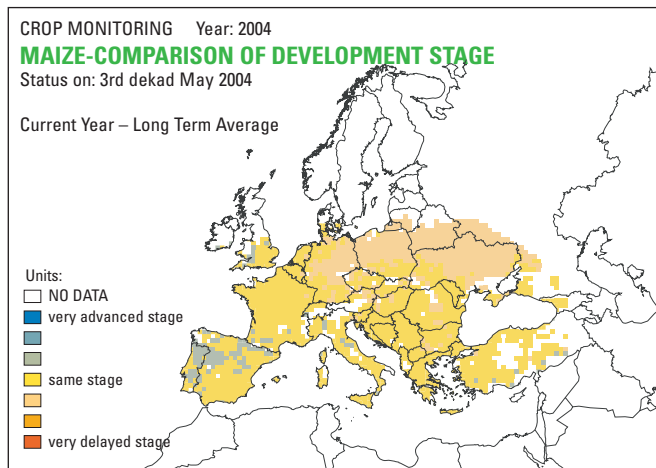 CROP MONITORING Year: 2004
MAIZE-COMPARISON OF DEVELOPMENT STAGE
Status on: 3rd dekad May 2004
Current Year – Long Term Average
Units:
NO DATA
very advanced stage
same stage
very delayed stage